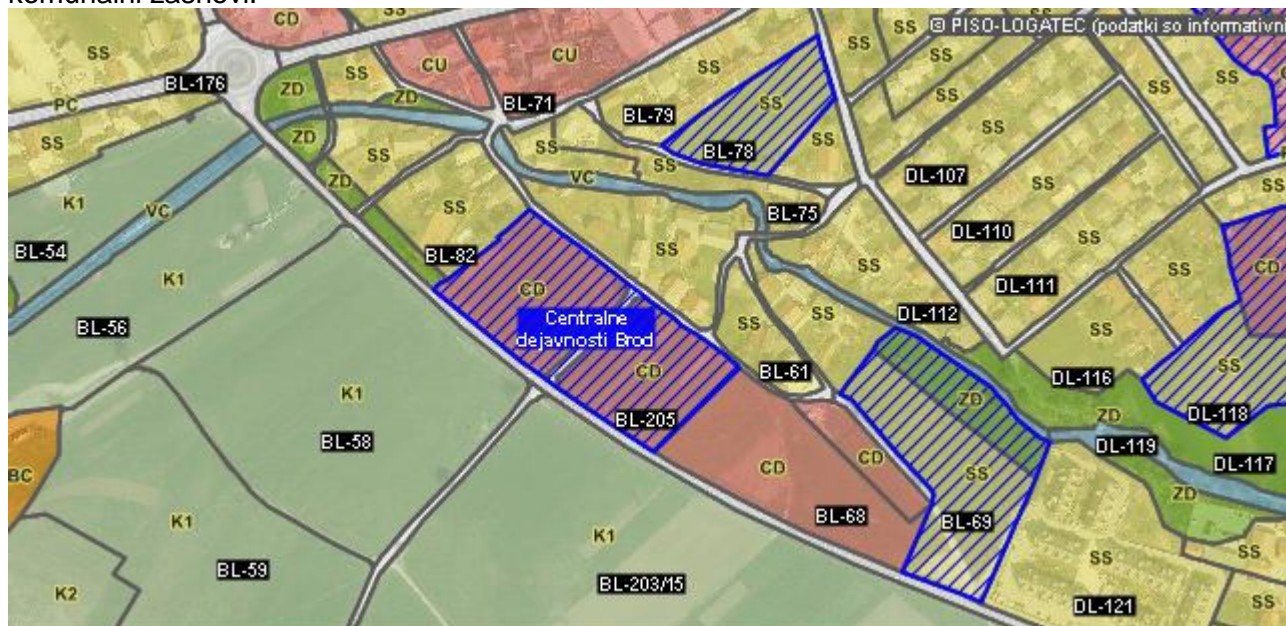 komunalni zasnovi.
© PISO-LOGATEC (podatki so informativni
CD
SS
SS
SS
CU
CU
SS
SS
SS
SS
BL-176
ZD
ZD
BL-71
BL-79
SS
SS
PC
ZD
SS
SS
SS
BL-78
SS
SS
SS
K1
ZD
VC
SS
DL-107
SS
SS
VC
SS
BL-75
BL-54
BL-82
SS
SS
DL-110
SS
CD
K1
CD
DL-111
SS
BL-56
Centralne
dejavnosti Brod
SS
SS
DL-112
SS
CD
BL-61
DL-116
SS
K1
ZD
BL-58
BL-205
ZD
DL-118
BC
CD
CD
SS
DL-119
DL-117
ZD
K1
BL-68
BL-69
K1
SS
SS
BL-59
BL-203/15
K2
DL-121
SS